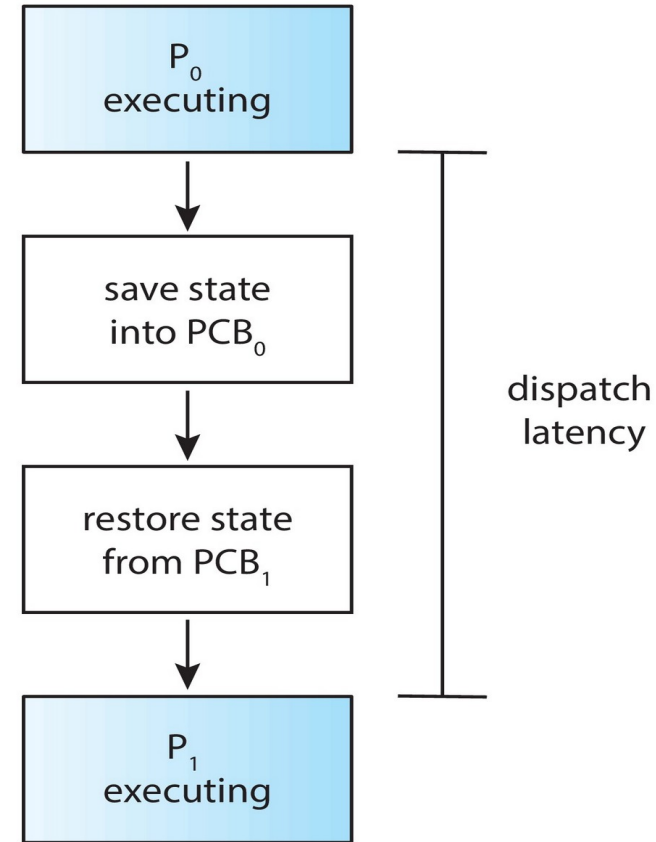 P₀
executing
save state
into PCB₀
restore state
from PCB₁
P₁
executing
dispatch
latency